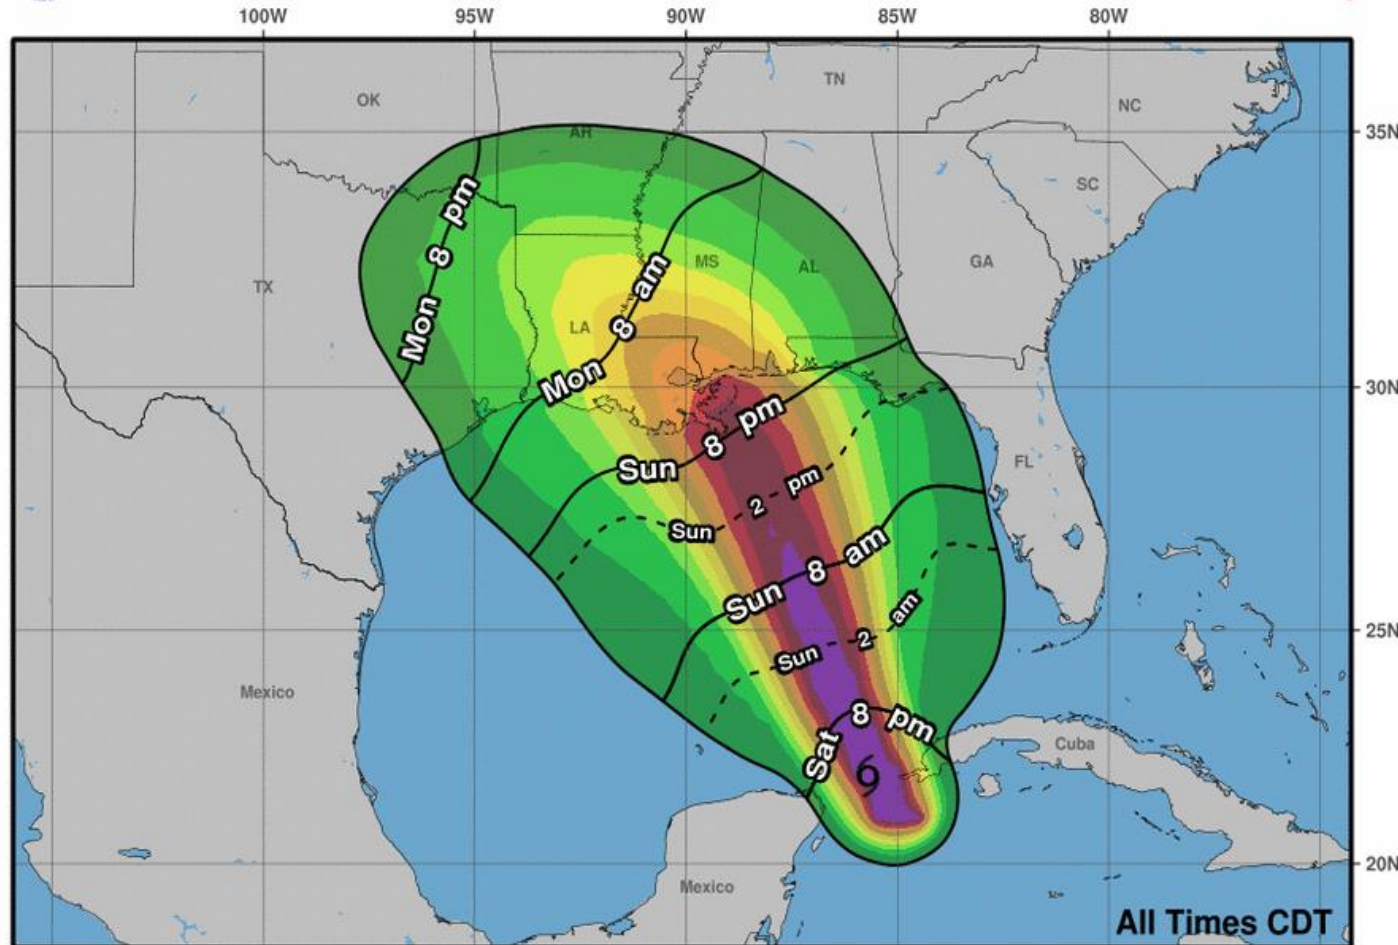 100W 95W 90W 85W 80W
TN
OK
NC
AR
35N
SC
Mon 8 pm
MS
AL
GA
TX
LA
Mon 8 am
30N
Sun 8 pm
FL
Sun 2 pm
Sun 8 am
Sun 2 am
25N
Mexico
Sat 8 pm
Cuba
20N
Mexico
All Times CDT